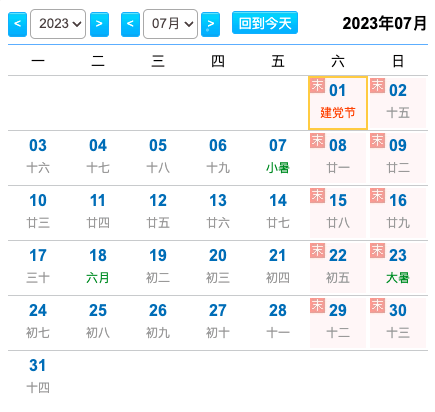 < 2023 > < 07月 > 回到今天 2023年07月
一 二 三 四 五 六 日
末 01 末 02
建党节 十五
03 04 05 06 07 末 08 末 09
十六 十七 十八 十九 小暑 廿一 廿二
10 11 12 13 14 末 15 末 16
廿三 廿四 廿五 廿六 廿七 廿八 廿九
17 18 19 20 21 末 22 末 23
三十 六月 初二 初三 初四 初五 大暑
24 25 26 27 28 末 29 末 30
初七 初八 初九 初十 十一 十二 十三
31
十四